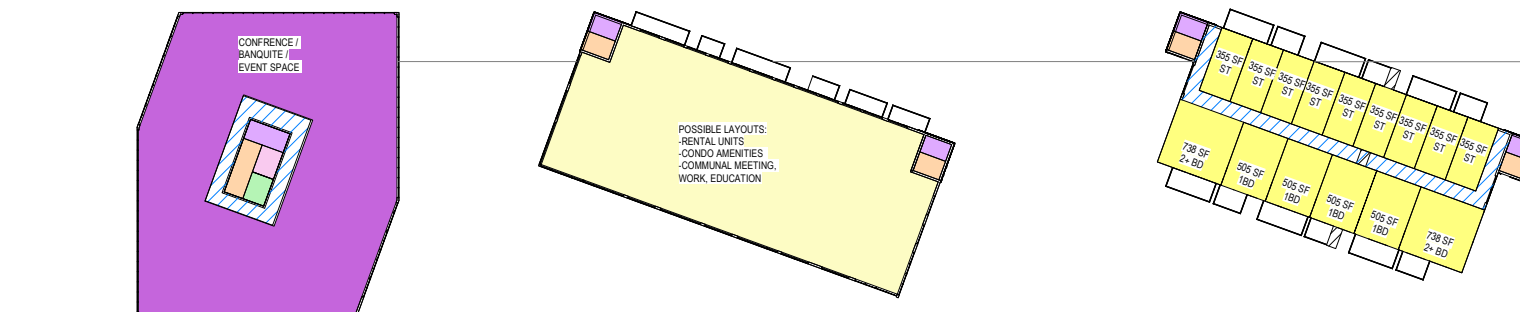 CONFRENCE /
BANQUITE /
EVENT SPACE
POSSIBLE LAYOUTS:
-RENTAL UNITS
-CONDO AMENITIES
-COMMUNAL MEETING,
WORK, EDUCATION
355 SF
ST
355 SF
ST
355 SF
ST
355 SF
ST
355 SF
ST
355 SF
ST
355 SF
ST
355 SF
ST
355 SF
ST
738 SF
2+ BD
505 SF
1BD
505 SF
1BD
505 SF
1BD
505 SF
1BD
738 SF
2+ BD